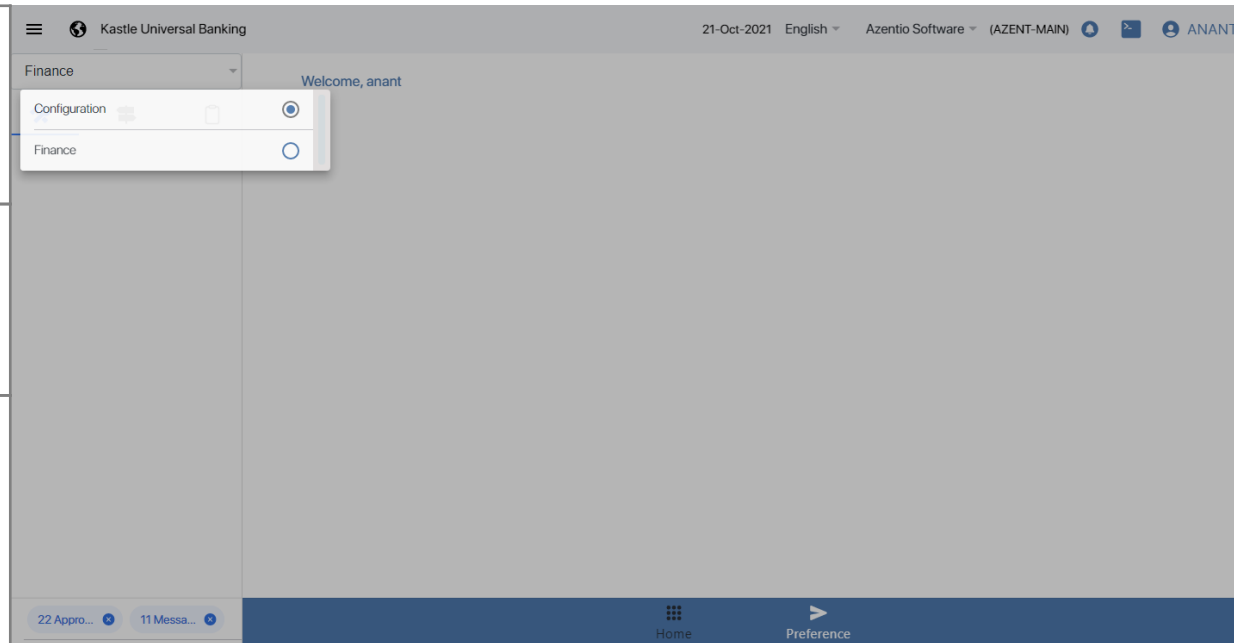 Kastle Universal Banking 21-Oct-2021 English Azentio Software (AZENT-MAIN) ANANT
Finance
Welcome, anant
Configuration
Finance
22 Appro... 11 Messa...
Home Preference